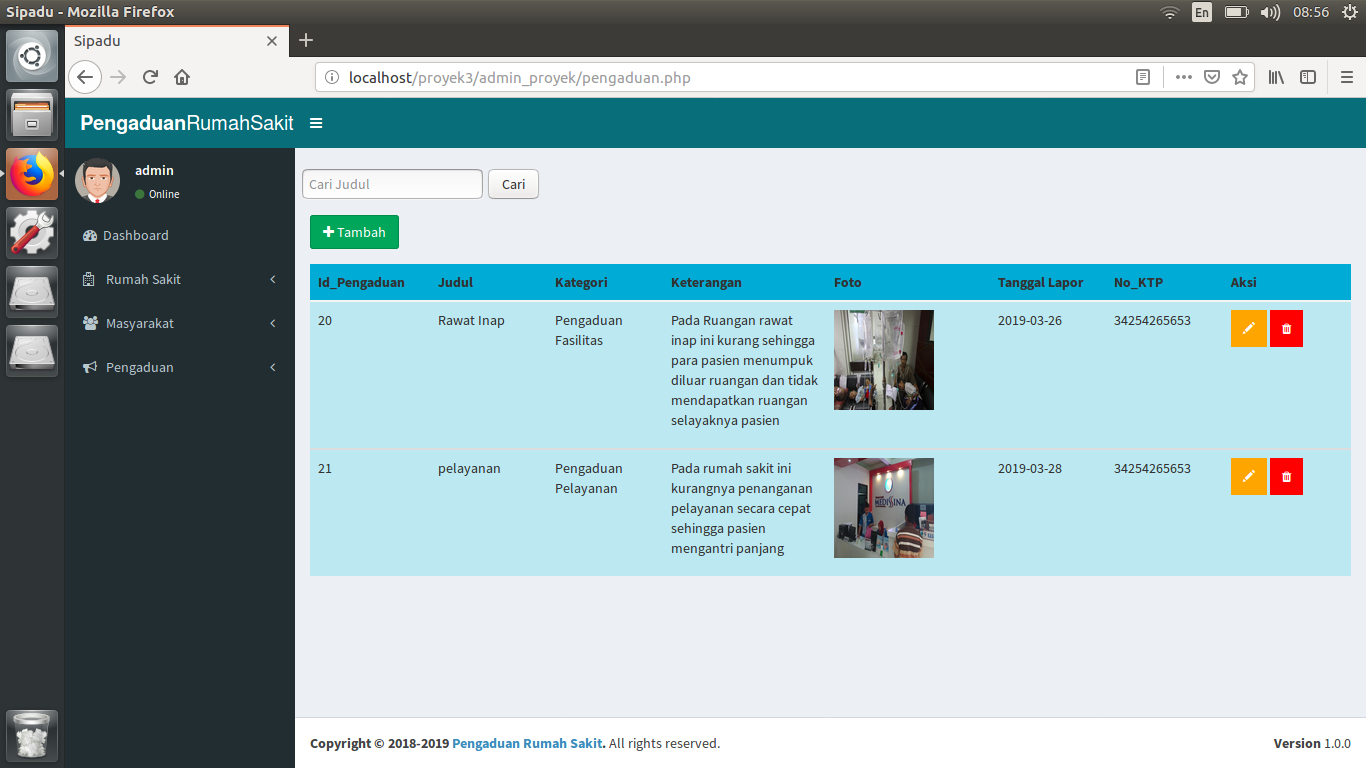 Sipadu - Mozilla Firefox
En
08:56
Sipadu
localhost/proyek3/admin_proyek/pengaduan.php
PengaduanRumahSakit
admin
Online
Dashboard
Rumah Sakit
Masyarakat
Pengaduan
Cari Judul
Cari
Tambah
Id_Pengaduan Judul Kategori Keterangan Foto Tanggal Lapor No_KTP Aksi
20 Rawat Inap Pengaduan Pada Ruangan rawat 2019-03-26 34254265653
Fasilitas inap ini kurang sehingga
para pasien menumpuk
diluar ruangan dan tidak
mendapatkan ruangan
selayaknya pasien
21 pelayanan Pengaduan Pada rumah sakit ini 2019-03-28 34254265653
Pelayanan kurangnya penanganan
pelayanan secara cepat
sehingga pasien
mengantri panjang
MEDISSINA
Copyright © 2018-2019 Pengaduan Rumah Sakit. All rights reserved.
Version 1.0.0